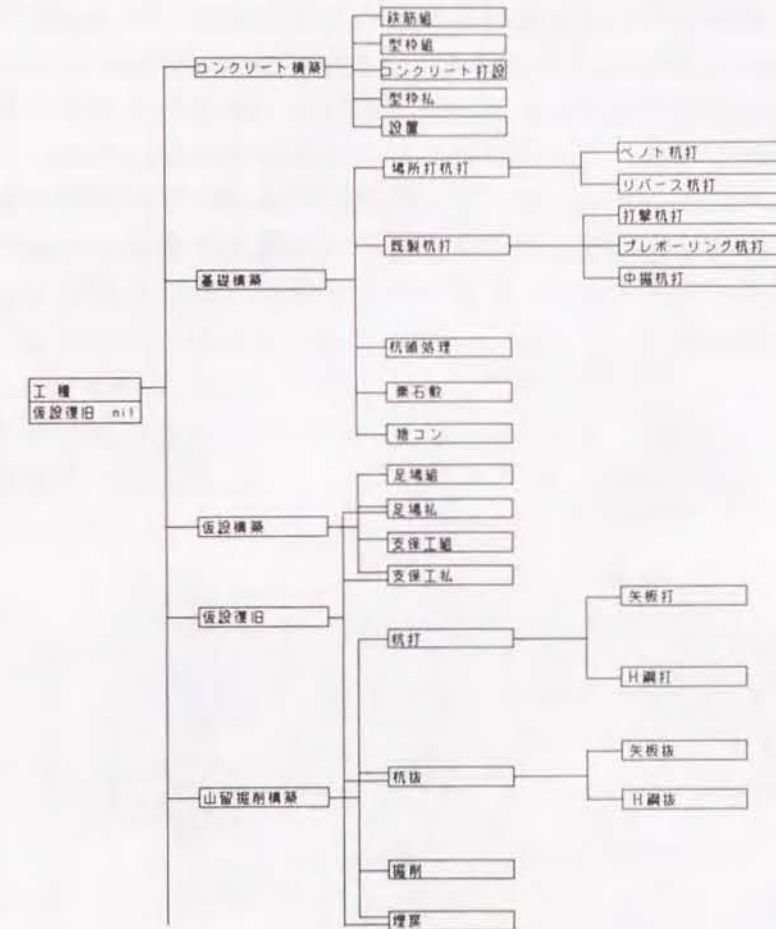 鉄筋組
型枠組
コンクリート構築
コンクリート打設
型枠払
設置
ベノト杭打
場所打杭打
リバース杭打
打撃杭打
既製杭打
プレボーリング杭打
中掘杭打
基礎構築
杭頭処理
工種
仮設復旧 nil
栗石敷
捨コン
足場組
足場払
仮設構築
支保工組
支保工払
矢板打
仮設復旧
杭打
H鋼打
矢板抜
杭抜
山留掘削構築
H鋼抜
掘削
埋戻